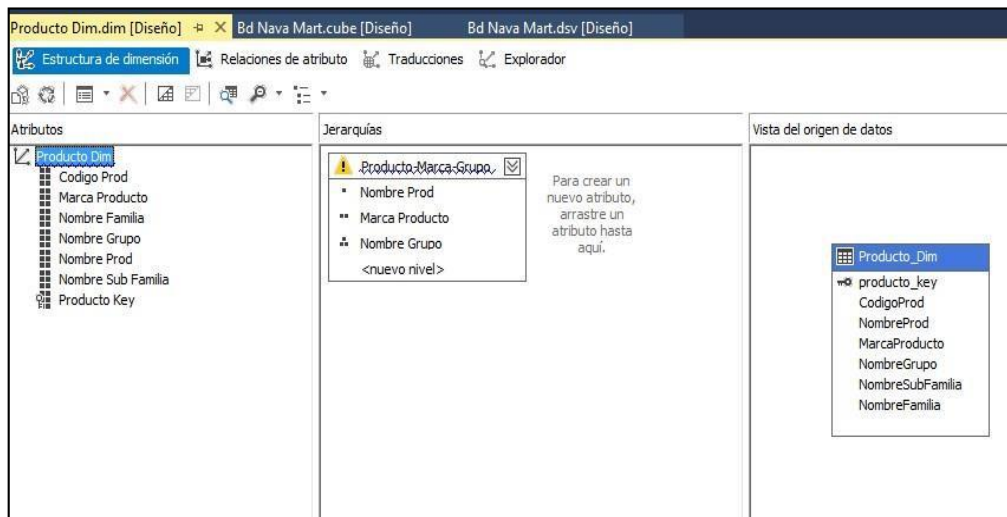 Producto Dim.dim [Diseño]
Bd Nava Mart.cube [Diseño]
Bd Nava Mart.dsv [Diseño]
Estructura de dimensión
Relaciones de atributo
Traducciones
Explorador
Atributos
Producto Dim
Codigo Prod
Marca Producto
Nombre Familia
Nombre Grupo
Nombre Prod
Nombre Sub Familia
Producto Key
Jerarquías
Producto-Marca-Grupo
Nombre Prod
Marca Producto
Nombre Grupo
<nuevo nivel>
Para crear un
nuevo atributo,
arrastre un
atributo hasta
aquí.
Vista del origen de datos
Producto_Dim
producto_key
CodigoProd
NombreProd
MarcaProducto
NombreGrupo
NombreSubFamilia
NombreFamilia